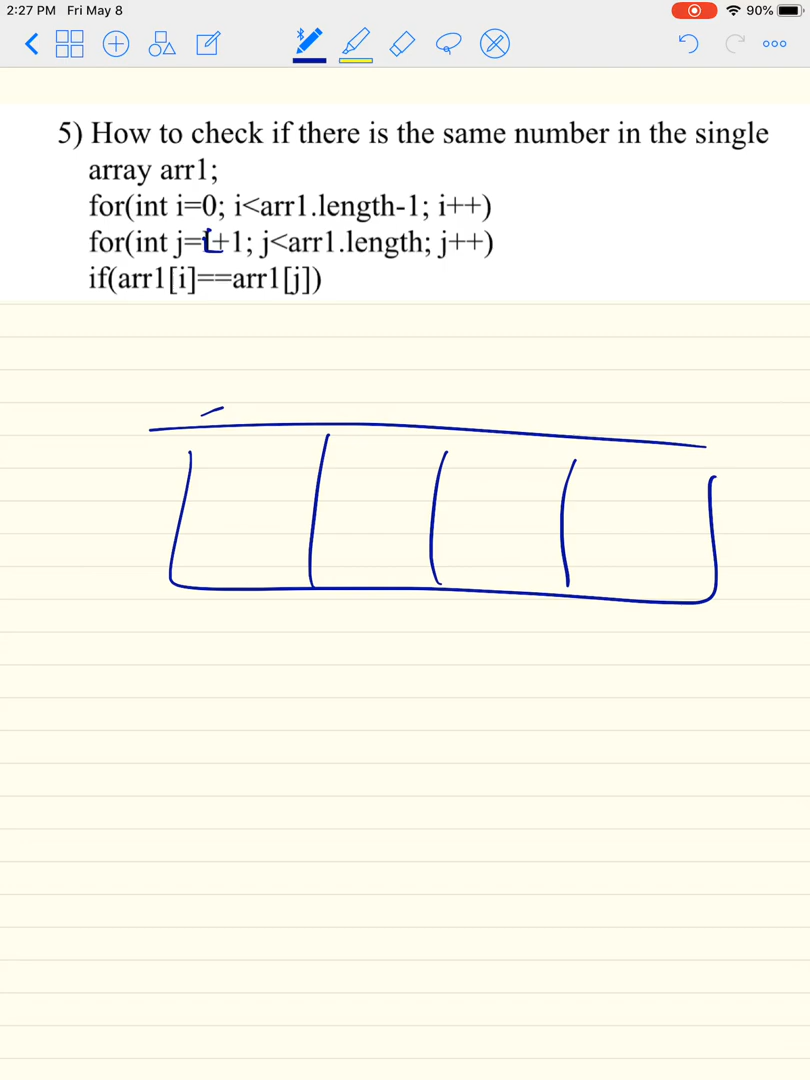 2:27 PM Fri May 8
90%
5) How to check if there is the same number in the single
array arr1;
for(int i=0; i<arr1.length-1; i++)
for(int j=i+1; j<arr1.length; j++)
if(arr1[i]==arr1[j])